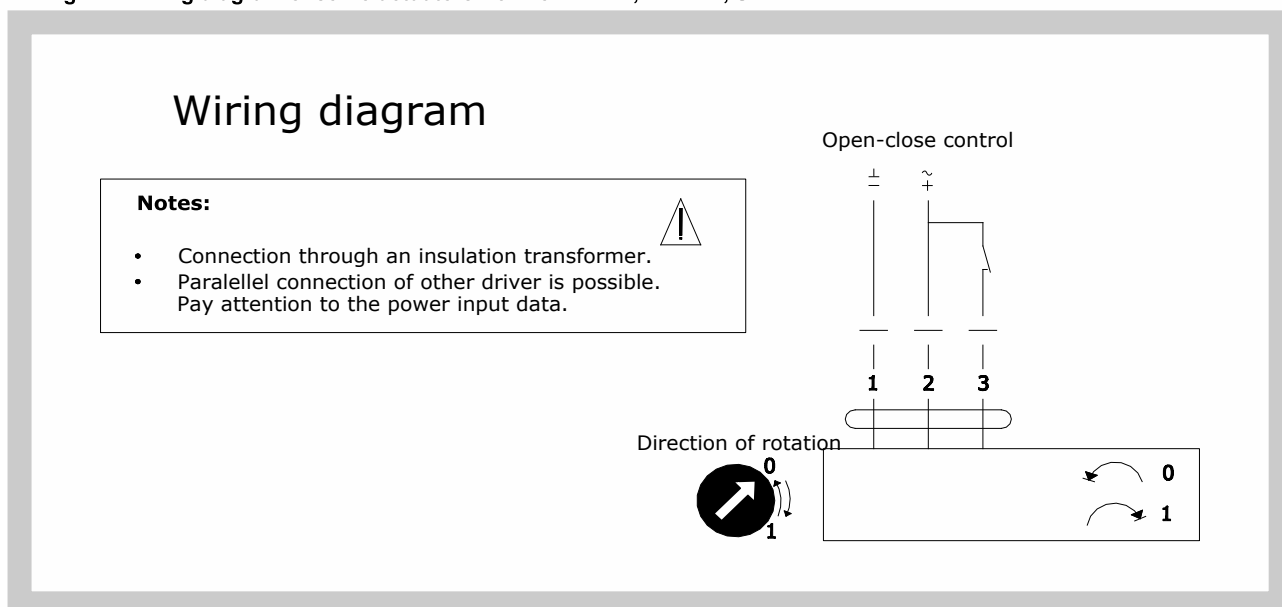 Wiring diagram
Open-close control
⊥ ~
− +
Notes:
• Connection through an insulation transformer.
• Paralellel connection of other driver is possible.
Pay attention to the power input data.
1 2 3
Direction of rotation
0
1
0
1